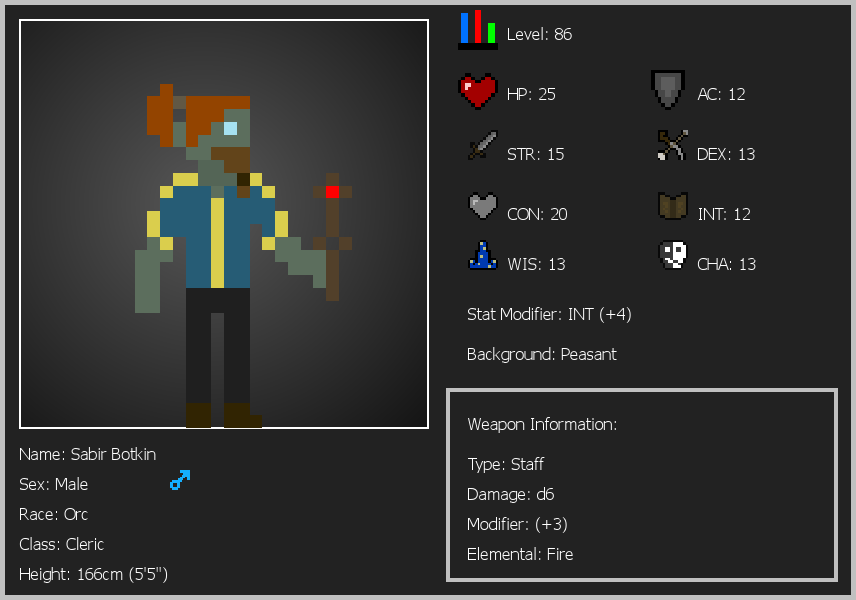 Level: 86
HP: 25
AC: 12
STR: 15
DEX: 13
CON: 20
INT: 12
WIS: 13
CHA: 13
Stat Modifier: INT (+4)
Background: Peasant
Weapon Information:
Type: Staff
Damage: d6
Modifier: (+3)
Elemental: Fire
Name: Sabir Botkin
Sex: Male
Race: Orc
Class: Cleric
Height: 166cm (5'5")